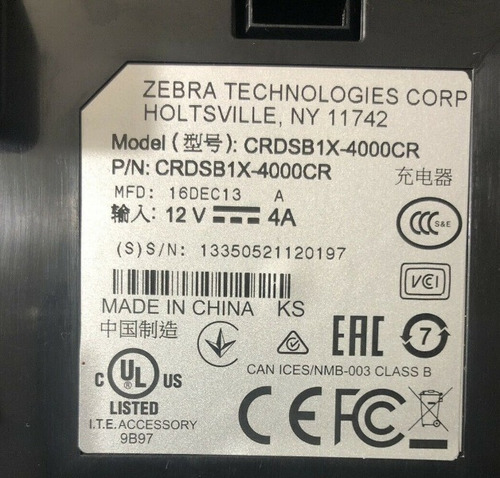 ZEBRA TECHNOLOGIES CORP
HOLTSVILLE, NY 11742
Model (型号): CRDSB1X-4000CR
P/N: CRDSB1X-4000CR
充电器
MFD: 16DEC13 A
输入: 12 V ⎓ 4A
CCC S&E
(S)S/N: 13350521120197
VCI
MADE IN CHINA KS
中国制造
EAC
7
CAN ICES/NMB-003 CLASS B
C UL US
LISTED
I.T.E. ACCESSORY
9B97
CE FC